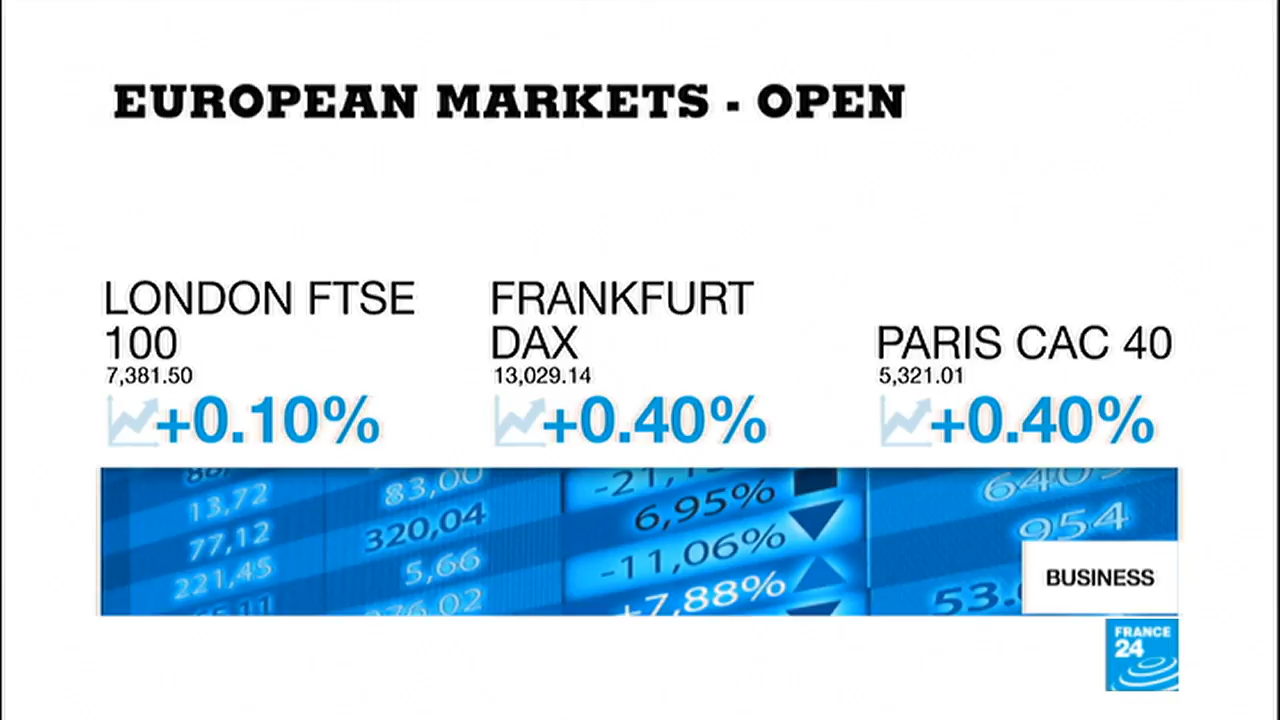 EUROPEAN MARKETS - OPEN
LONDON FTSE
100
7,381.50
+0.10%
FRANKFURT
DAX
13,029.14
+0.40%
PARIS CAC 40
5,321.01
+0.40%
13,72
77,12
221,45
83,00
320,04
5,66
6,95%
-11,06%
+7,88%
954
BUSINESS
FRANCE
24